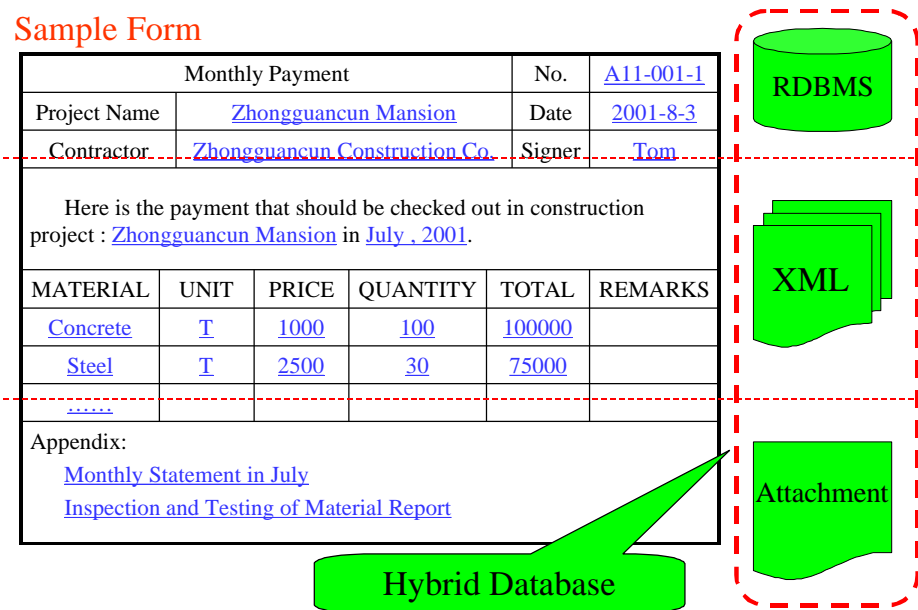 Sample Form
Monthly Payment No. A11-001-1
Project Name Zhongguancun Mansion Date 2001-8-3
Contractor Zhongguancun Construction Co. Signer Tom
Here is the payment that should be checked out in construction
project : Zhongguancun Mansion in July , 2001.
MATERIAL UNIT PRICE QUANTITY TOTAL REMARKS
Concrete T 1000 100 100000
Steel T 2500 30 75000
……
Appendix:
Monthly Statement in July
Inspection and Testing of Material Report
RDBMS
XML
Attachment
Hybrid Database